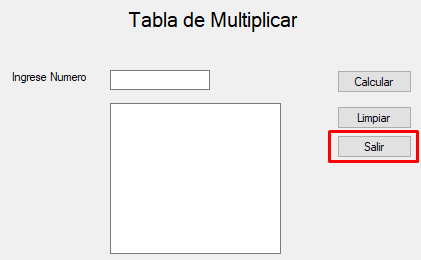 Tabla de Multiplicar
Ingrese Numero
Calcular
Limpiar
Salir